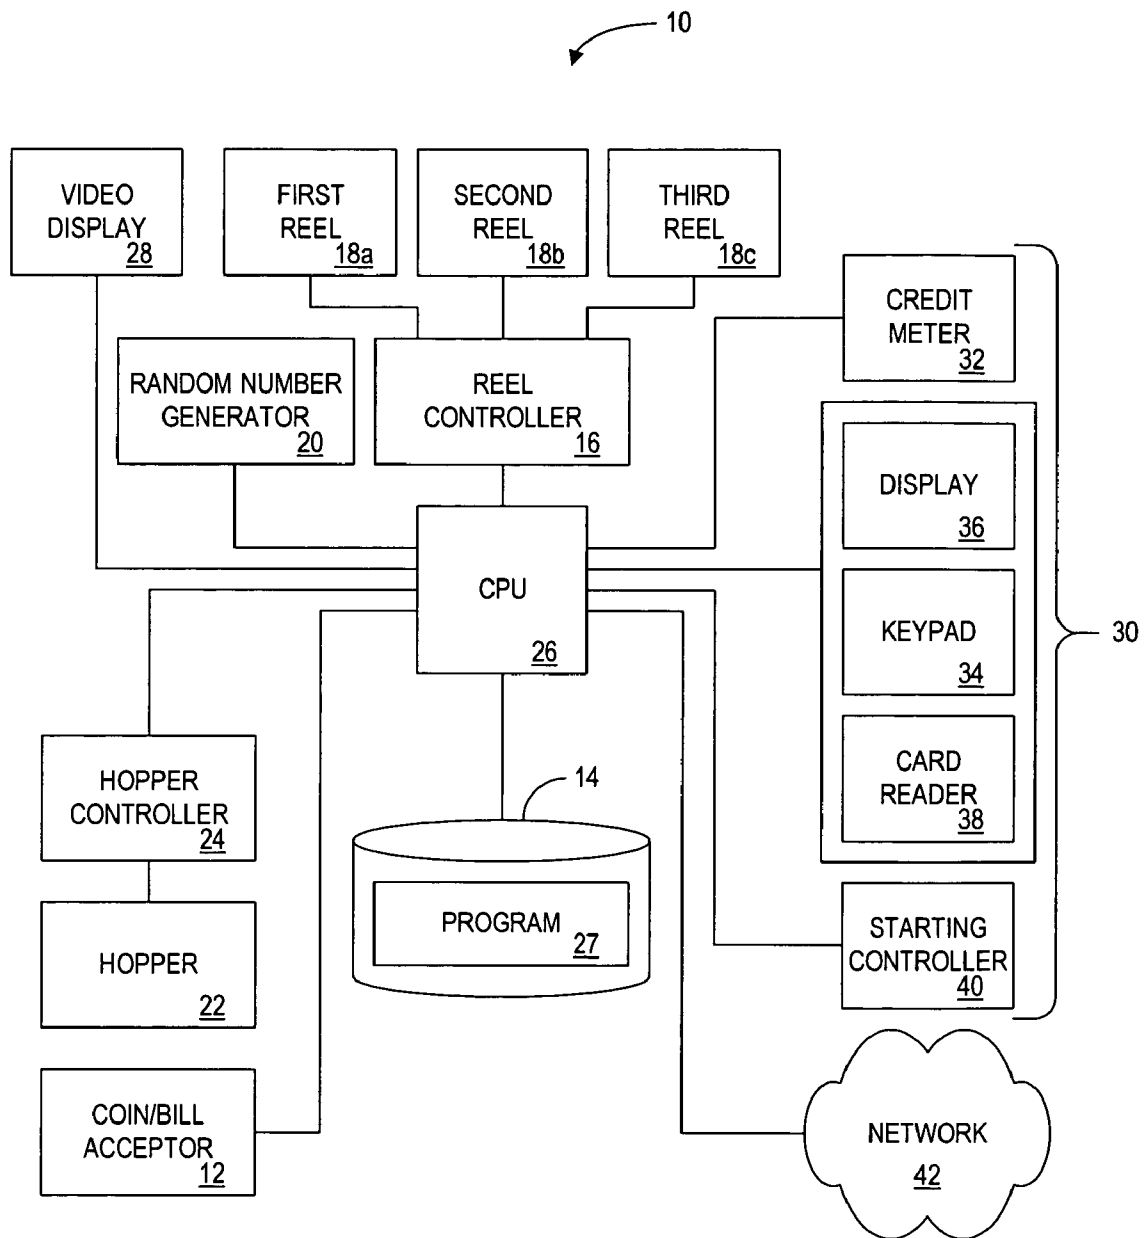 10
VIDEO
DISPLAY
28
FIRST
REEL
18a
SECOND
REEL
18b
THIRD
REEL
18c
CREDIT
METER
32
RANDOM NUMBER
GENERATOR
20
REEL
CONTROLLER
16
DISPLAY
36
CPU
26
KEYPAD
34
30
CARD
READER
38
HOPPER
CONTROLLER
24
14
PROGRAM
27
HOPPER
22
STARTING
CONTROLLER
40
COIN/BILL
ACCEPTOR
12
NETWORK
42